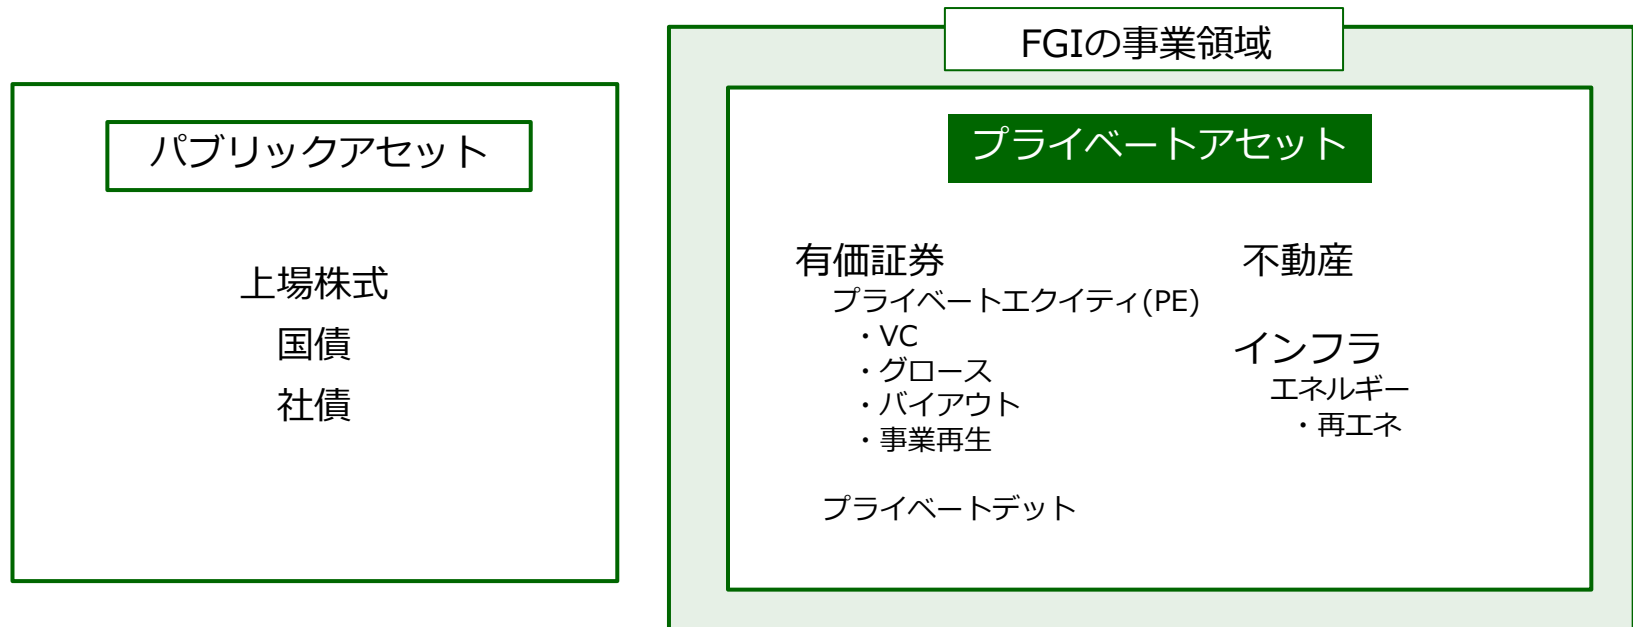 パブリックアセット
上場株式
国債
社債
FGIの事業領域
プライベートアセット
有価証券
プライベートエクイティ(PE)
・VC
・グロース
・バイアウト
・事業再生
プライベートデット
不動産
インフラ
エネルギー
・再エネ